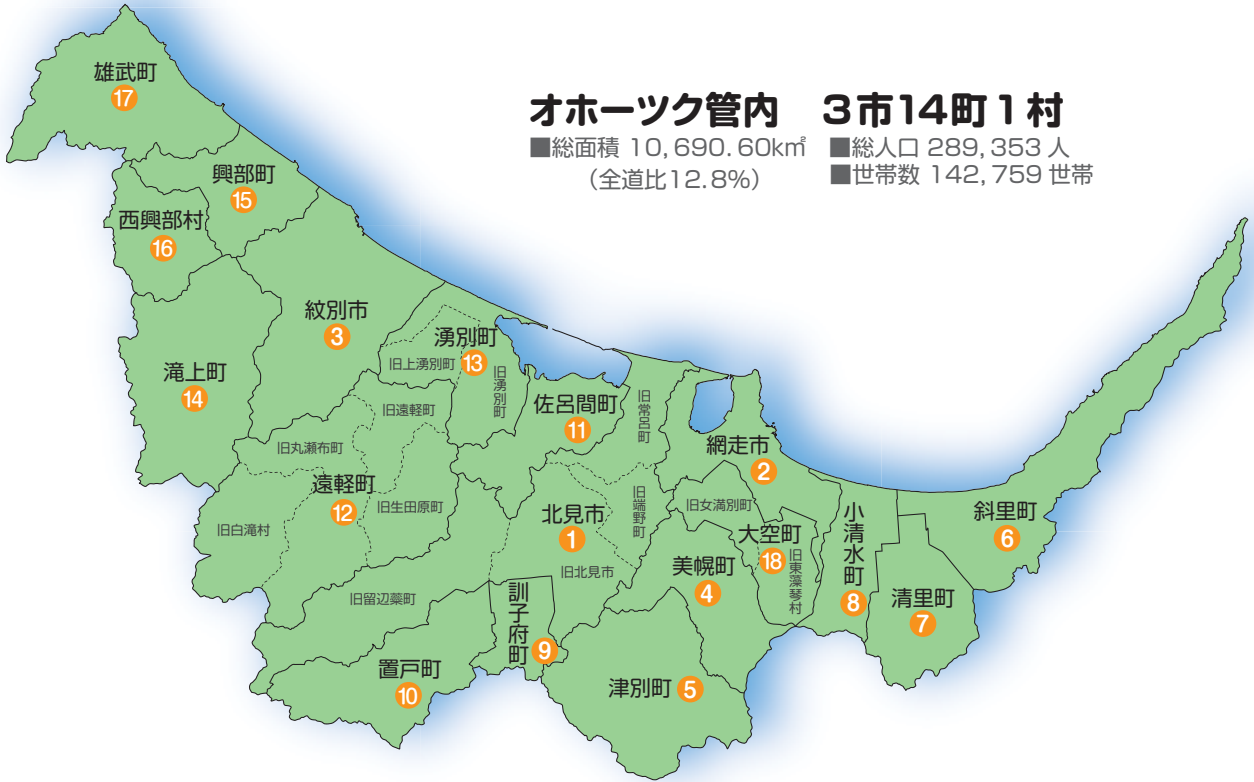 オホーツク管内 3市14町1村
■総面積 10,690.60k㎡ ■総人口 289,353人
（全道比12.8%） ■世帯数 142,759世帯
雄武町
17
興部町
15
西興部村
16
紋別市
3
滝上町
14
湧別町
13
旧上湧別町
旧湧別町
旧遠軽町
佐呂間町
11
旧常呂町
旧丸瀬布町
遠軽町
12
旧生田原町
旧白滝村
網走市
2
旧女満別町
旧端野町
北見市
1
旧北見市
大空町
18
旧東藻琴村
小清水町
8
斜里町
6
清里町
7
美幌町
4
旧留辺蘂町
訓子府町
9
置戸町
10
津別町
5